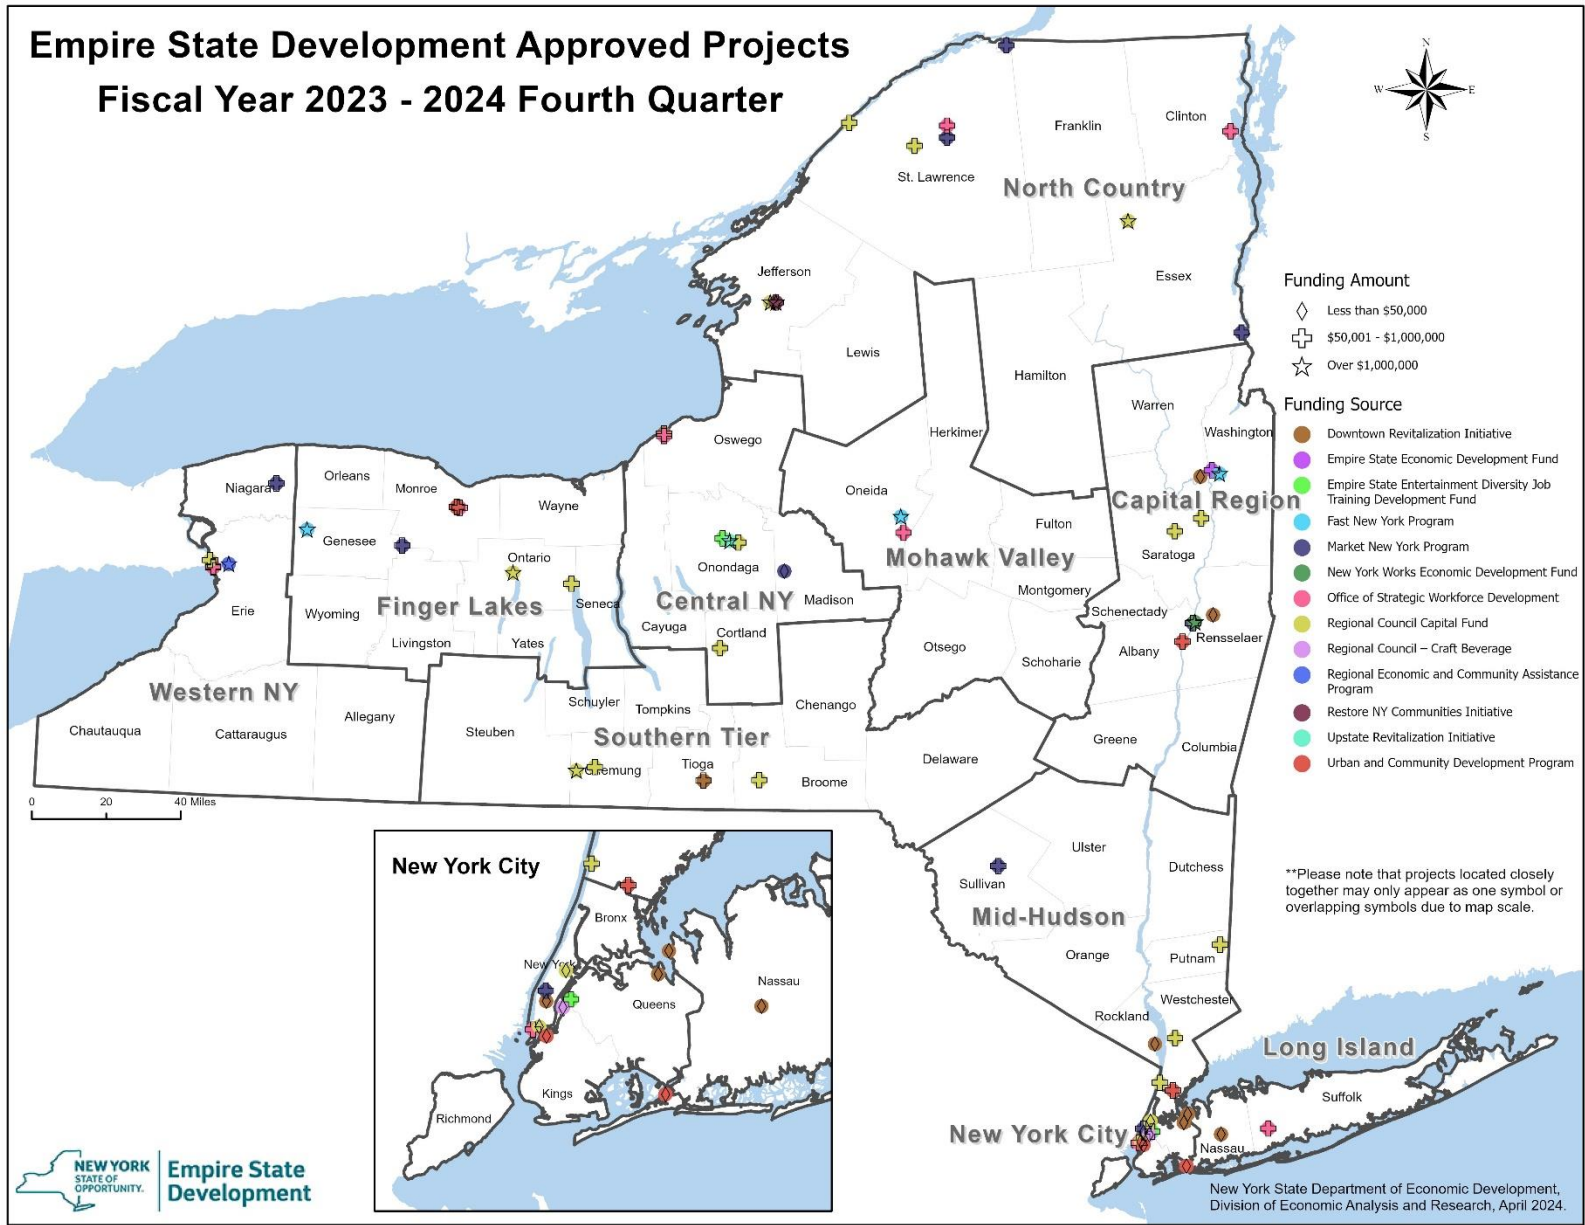 Empire State Development Approved Projects
Fiscal Year 2023 - 2024 Fourth Quarter
N
W
E
S
Clinton
Franklin
St. Lawrence
North Country
Jefferson
Essex
Lewis
Hamilton
Warren
Washington
Herkimer
Oswego
Oneida
Capital Region
Fulton
Mohawk Valley
Saratoga
Montgomery
Schenectady
Albany
Rensselaer
Otsego
Schoharie
Greene
Columbia
Niagara
Orleans
Monroe
Wayne
Genesee
Ontario
Erie
Wyoming
Finger Lakes
Seneca
Livingston
Yates
Onondaga
Central NY
Madison
Cayuga
Cortland
Western NY
Chautauqua
Cattaraugus
Allegany
Steuben
Schuyler
Tompkins
Chenango
Southern Tier
Chemung
Tioga
Broome
Delaware
0
20
40 Miles
Ulster
Dutchess
Sullivan
Mid-Hudson
Orange
Putnam
Westchester
Rockland
Long Island
Suffolk
New York City
Nassau
Funding Amount
Less than $50,000
$50,001 - $1,000,000
Over $1,000,000
Funding Source
Downtown Revitalization Initiative
Empire State Economic Development Fund
Empire State Entertainment Diversity Job
Training Development Fund
Fast New York Program
Market New York Program
New York Works Economic Development Fund
Office of Strategic Workforce Development
Regional Council Capital Fund
Regional Council – Craft Beverage
Regional Economic and Community Assistance
Program
Restore NY Communities Initiative
Upstate Revitalization Initiative
Urban and Community Development Program
**Please note that projects located closely
together may only appear as one symbol or
overlapping symbols due to map scale.
New York City
Bronx
New York
Queens
Nassau
Kings
Richmond
NEW YORK
STATE OF
OPPORTUNITY.
Empire State
Development
New York State Department of Economic Development,
Division of Economic Analysis and Research, April 2024.